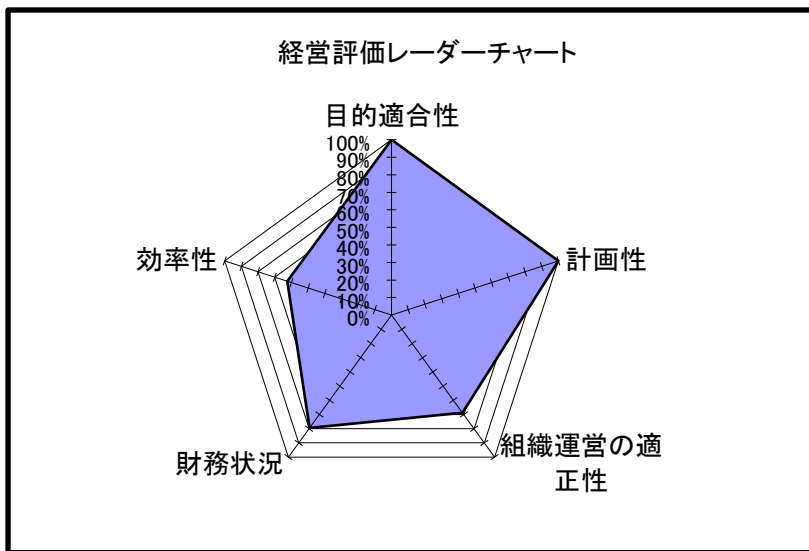 経営評価レーダーチャート
目的適合性
100%
90%
80%
70%
60%
50%
40%
30%
20%
10%
0%
効率性
計画性
財務状況
組織運営の適
正性